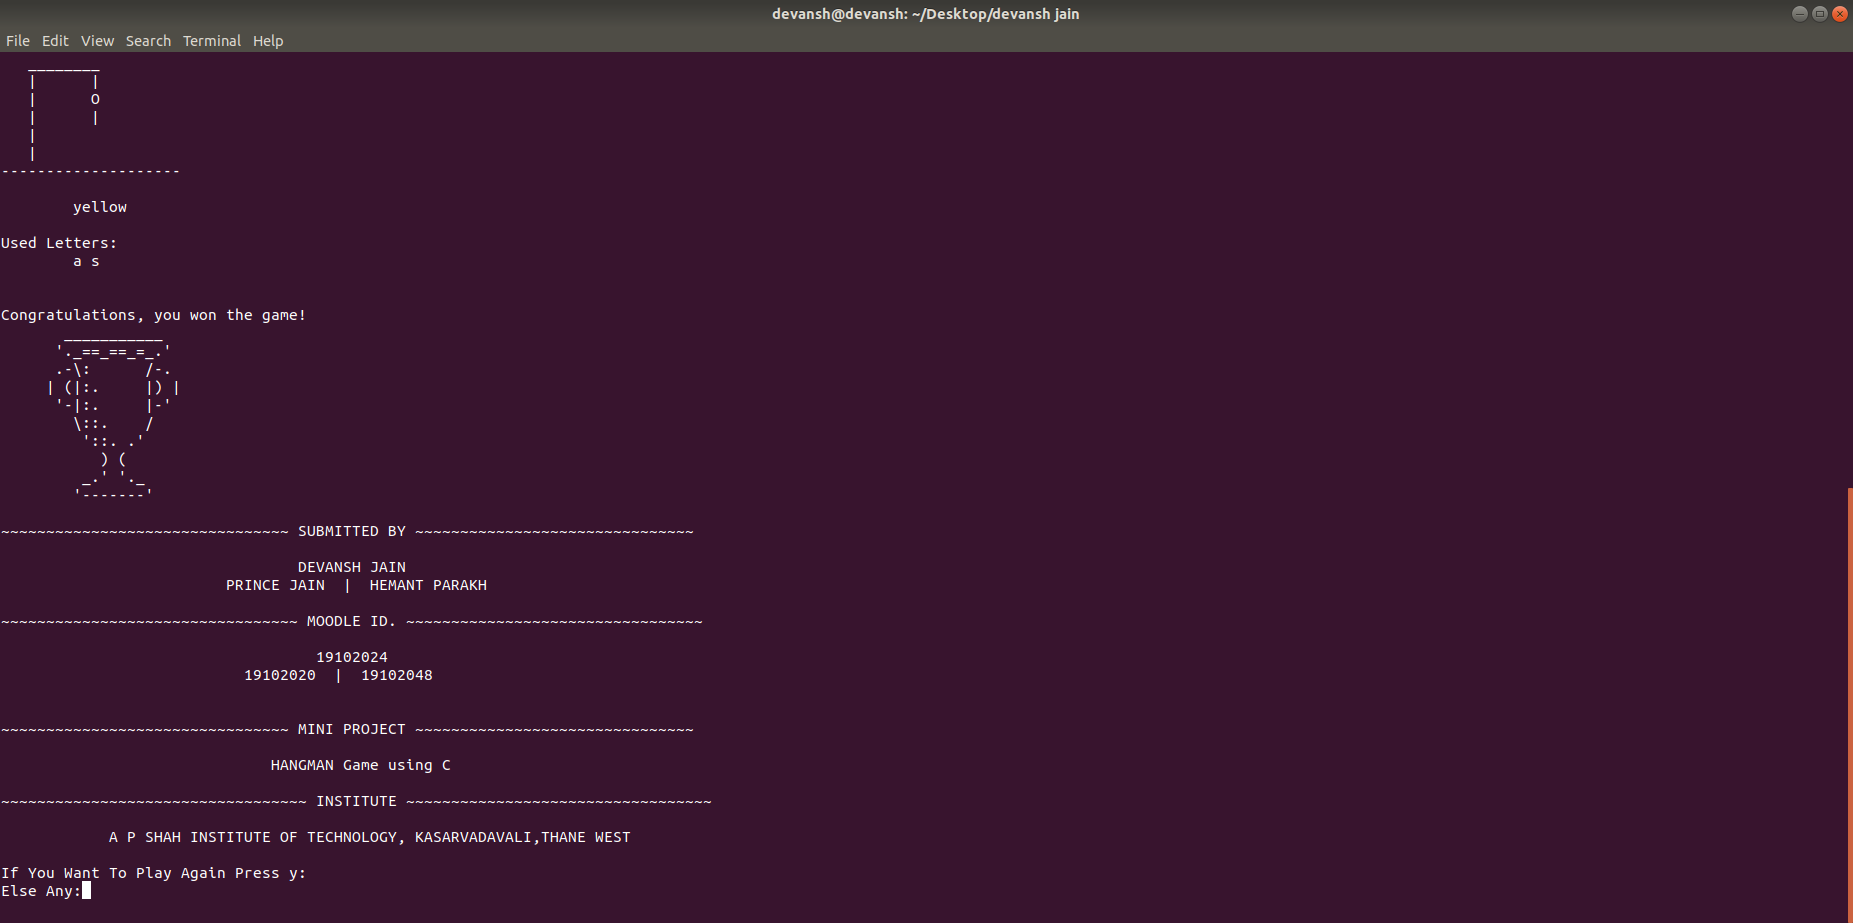 devansh@devansh: ~/Desktop/devansh jain
File Edit View Search Terminal Help
   ________
   |      |
   |      O
   |      |
   |
   |
--------------------
        yellow
Used Letters:
        a s
Congratulations, you won the game!
       ___________
      '._==_==_=_.'
      .-\:      /-.
     | (|:.     |) |
      '-|:.     |-'
        \::.    /
         '::. .'
           ) (
         _.' '._
        '-------'
~~~~~~~~~~~~~~~~~~~~~~~~~~~~~~~~ SUBMITTED BY ~~~~~~~~~~~~~~~~~~~~~~~~~~~~~~~
                                 DEVANSH JAIN
                         PRINCE JAIN  |  HEMANT PARAKH
~~~~~~~~~~~~~~~~~~~~~~~~~~~~~~~~~ MOODLE ID. ~~~~~~~~~~~~~~~~~~~~~~~~~~~~~~~~~
                                   19102024
                           19102020  |  19102048
~~~~~~~~~~~~~~~~~~~~~~~~~~~~~~~~ MINI PROJECT ~~~~~~~~~~~~~~~~~~~~~~~~~~~~~~~
                              HANGMAN Game using C
~~~~~~~~~~~~~~~~~~~~~~~~~~~~~~~~~~ INSTITUTE ~~~~~~~~~~~~~~~~~~~~~~~~~~~~~~~~~~
            A P SHAH INSTITUTE OF TECHNOLOGY, KASARVADAVALI,THANE WEST
If You Want To Play Again Press y:
Else Any: